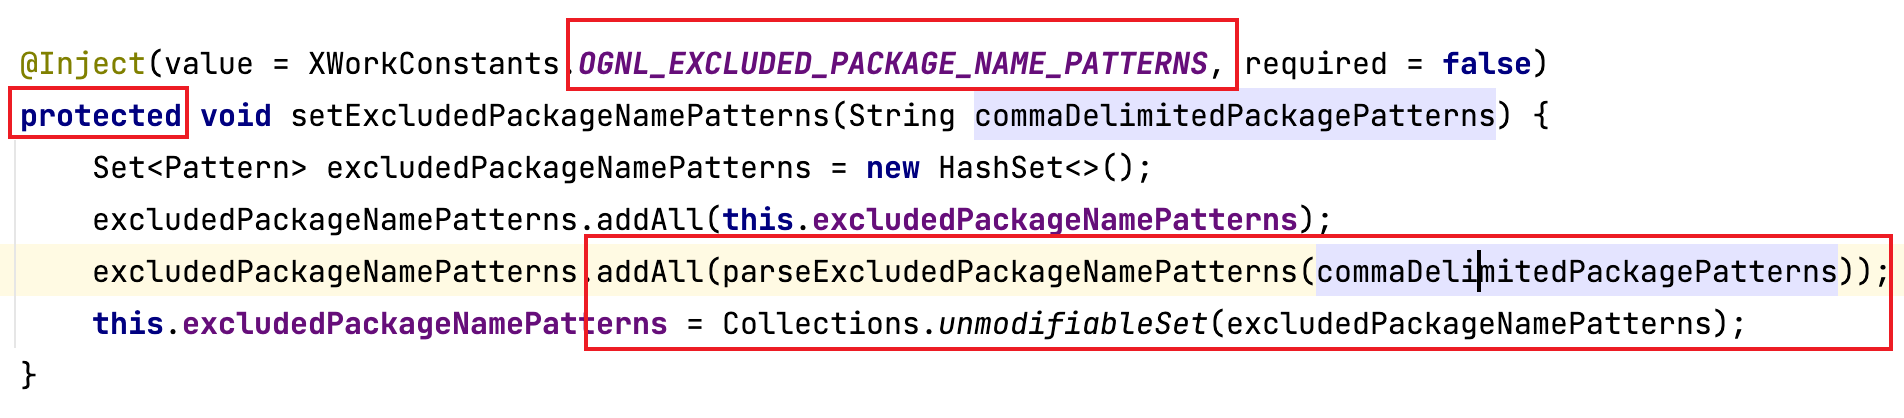 @Inject(value = XWorkConstants.OGNL_EXCLUDED_PACKAGE_NAME_PATTERNS, required = false)
protected void setExcludedPackageNamePatterns(String commaDelimitedPackagePatterns) {
    Set<Pattern> excludedPackageNamePatterns = new HashSet<>();
    excludedPackageNamePatterns.addAll(this.excludedPackageNamePatterns);
    excludedPackageNamePatterns.addAll(parseExcludedPackageNamePatterns(commaDelimitedPackagePatterns));
    this.excludedPackageNamePatterns = Collections.unmodifiableSet(excludedPackageNamePatterns);
}